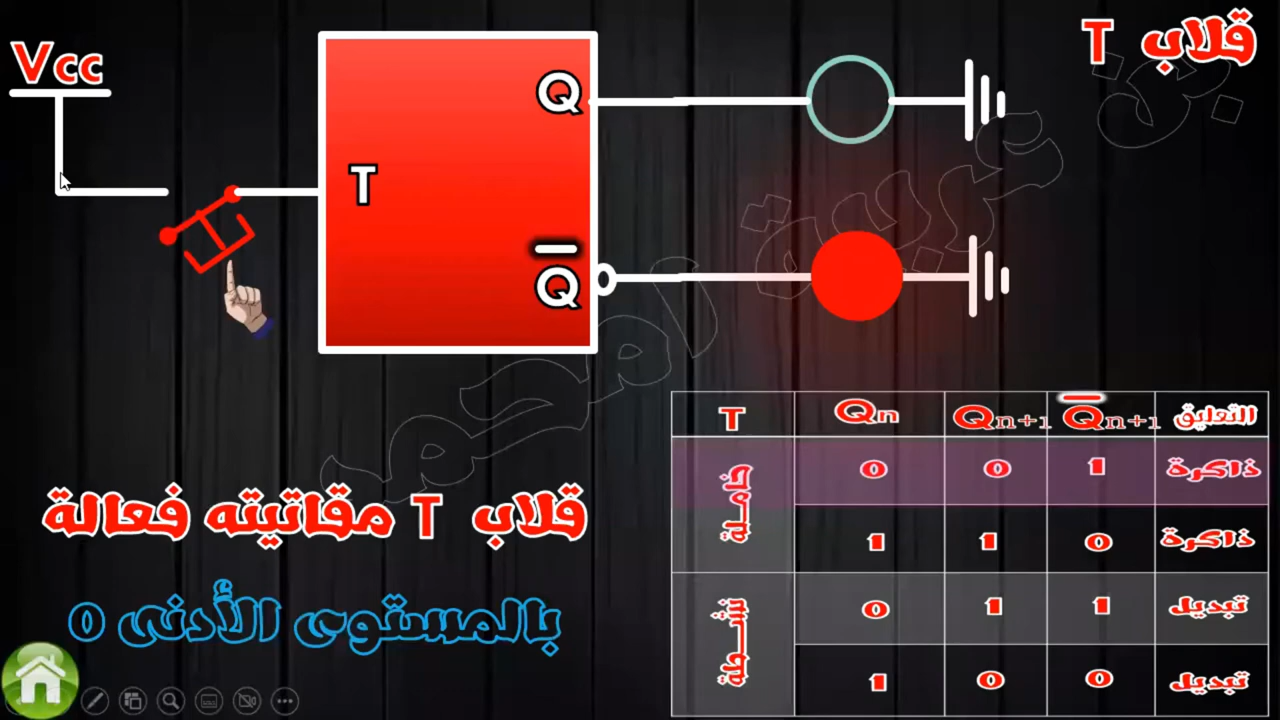 قلاب T
Vcc
Q
T
Q̅
التعليق Q̅n+1 Qn+1 Qn T
ذاكرة 1 0 0 خاملة
ذاكرة 0 1 1
تبديل 1 1 0 نشطة
تبديل 0 0 1
قلاب T مقاتيته فعالة
بالمستوى الأدنى 0